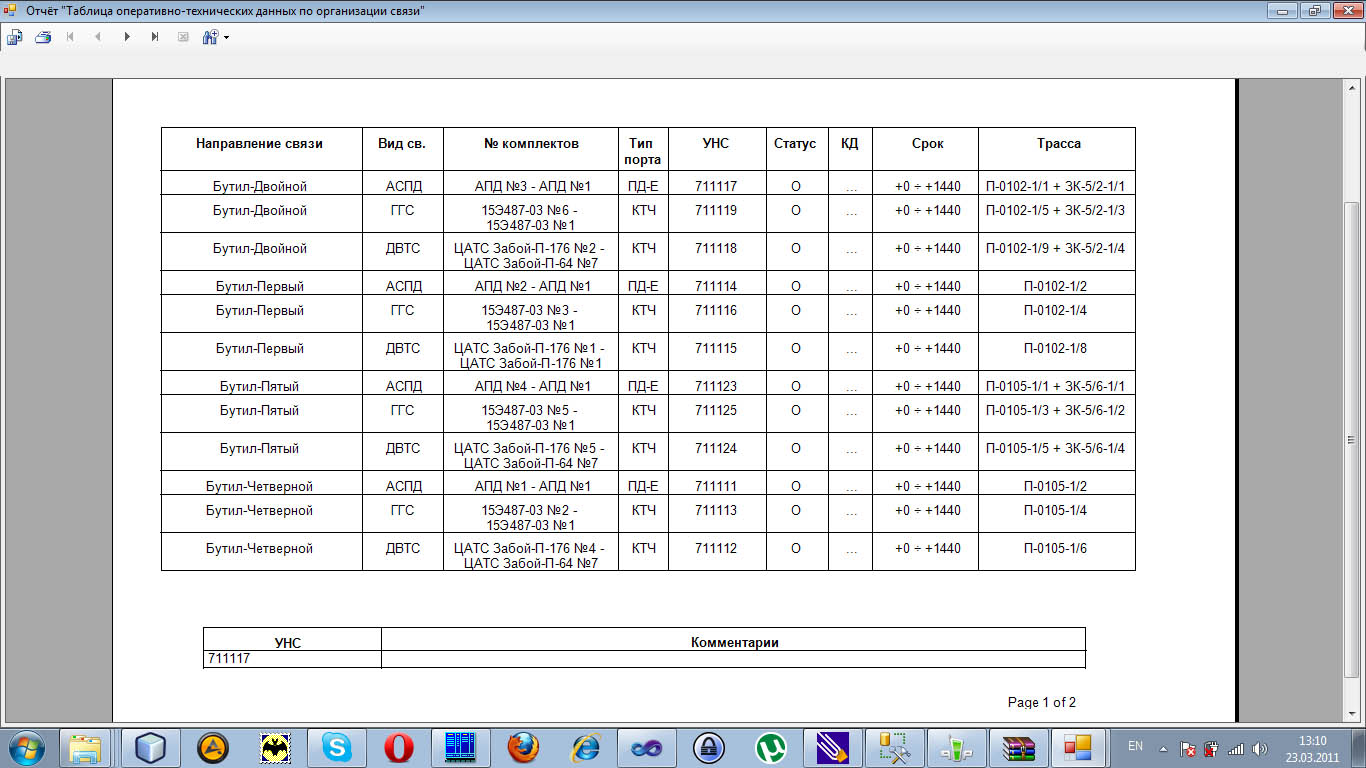 Отчёт "Таблица оперативно-технических данных по организации связи"
Направление связи Вид св. № комплектов Тип порта УНС Статус КД Срок Трасса
Бутил-Двойной АСПД АПД №3 - АПД №1 ПД-Е 711117 О ... +0 ÷ +1440 П-0102-1/1 + ЗК-5/2-1/1
Бутил-Двойной ГГС 15Э487-03 №6 - 15Э487-03 №1 КТЧ 711119 О ... +0 ÷ +1440 П-0102-1/5 + ЗК-5/2-1/3
Бутил-Двойной ДВТС ЦАТС Забой-П-176 №2 - ЦАТС Забой-П-64 №7 КТЧ 711118 О ... +0 ÷ +1440 П-0102-1/9 + ЗК-5/2-1/4
Бутил-Первый АСПД АПД №2 - АПД №1 ПД-Е 711114 О ... +0 ÷ +1440 П-0102-1/2
Бутил-Первый ГГС 15Э487-03 №3 - 15Э487-03 №1 КТЧ 711116 О ... +0 ÷ +1440 П-0102-1/4
Бутил-Первый ДВТС ЦАТС Забой-П-176 №1 - ЦАТС Забой-П-176 №1 КТЧ 711115 О ... +0 ÷ +1440 П-0102-1/8
Бутил-Пятый АСПД АПД №4 - АПД №1 ПД-Е 711123 О ... +0 ÷ +1440 П-0105-1/1 + ЗК-5/6-1/1
Бутил-Пятый ГГС 15Э487-03 №5 - 15Э487-03 №1 КТЧ 711125 О ... +0 ÷ +1440 П-0105-1/3 + ЗК-5/6-1/2
Бутил-Пятый ДВТС ЦАТС Забой-П-176 №5 - ЦАТС Забой-П-64 №7 КТЧ 711124 О ... +0 ÷ +1440 П-0105-1/5 + ЗК-5/6-1/4
Бутил-Четверной АСПД АПД №1 - АПД №1 ПД-Е 711111 О ... +0 ÷ +1440 П-0105-1/2
Бутил-Четверной ГГС 15Э487-03 №2 - 15Э487-03 №1 КТЧ 711113 О ... +0 ÷ +1440 П-0105-1/4
Бутил-Четверной ДВТС ЦАТС Забой-П-176 №4 - ЦАТС Забой-П-64 №7 КТЧ 711112 О ... +0 ÷ +1440 П-0105-1/6
УНС Комментарии
711117
Page 1 of 2
EN 13:10
23.03.2011